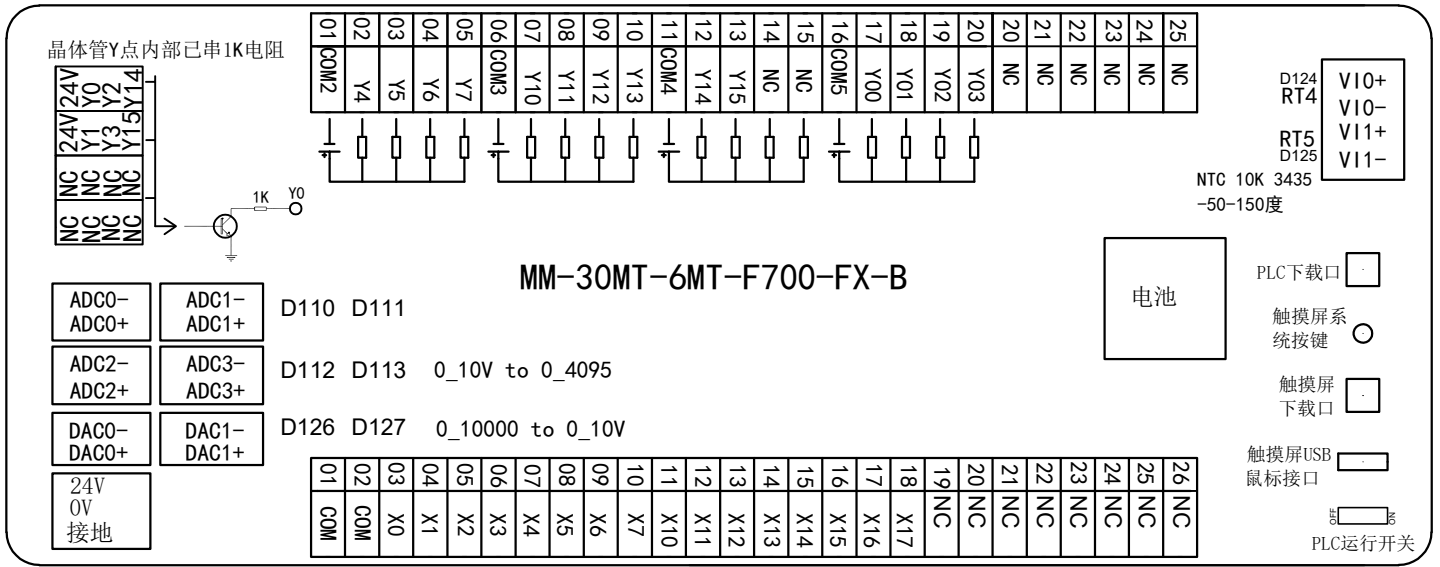 晶体管Y点内部已串1K电阻
24V 24V
Y1 Y0
Y3 Y2
Y15 Y14
NC NC
NC NC
NC NC
NC NC
1K Y0
01 02 03 04 05 06 07 08 09 10 11 12 13 14 15 16 17 18 19 20 20 21 22 23 24 25
COM2 Y4 Y5 Y6 Y7 COM3 Y10 Y11 Y12 Y13 COM4 Y14 Y15 NC NC COM5 Y00 Y01 Y02 Y03 NC NC NC NC NC NC
D124 VI0+
RT4 VI0-
RT5 VI1+
D125 VI1-
NTC 10K 3435
-50-150度
MM-30MT-6MT-F700-FX-B
电池
PLC下载口
触摸屏系
统按键
触摸屏
下载口
触摸屏USB
鼠标接口
OFF ON
PLC运行开关
ADC0- ADC1-
ADC0+ ADC1+
D110 D111
ADC2- ADC3-
ADC2+ ADC3+
D112 D113 0_10V to 0_4095
DAC0- DAC1-
DAC0+ DAC1+
D126 D127 0_10000 to 0_10V
24V
0V
接地
01 02 03 04 05 06 07 08 09 10 11 12 13 14 15 16 17 18 19 20 21 22 23 24 25 26
COM COM X0 X1 X2 X3 X4 X5 X6 X7 X10 X11 X12 X13 X14 X15 X16 X17 NC NC NC NC NC NC NC NC